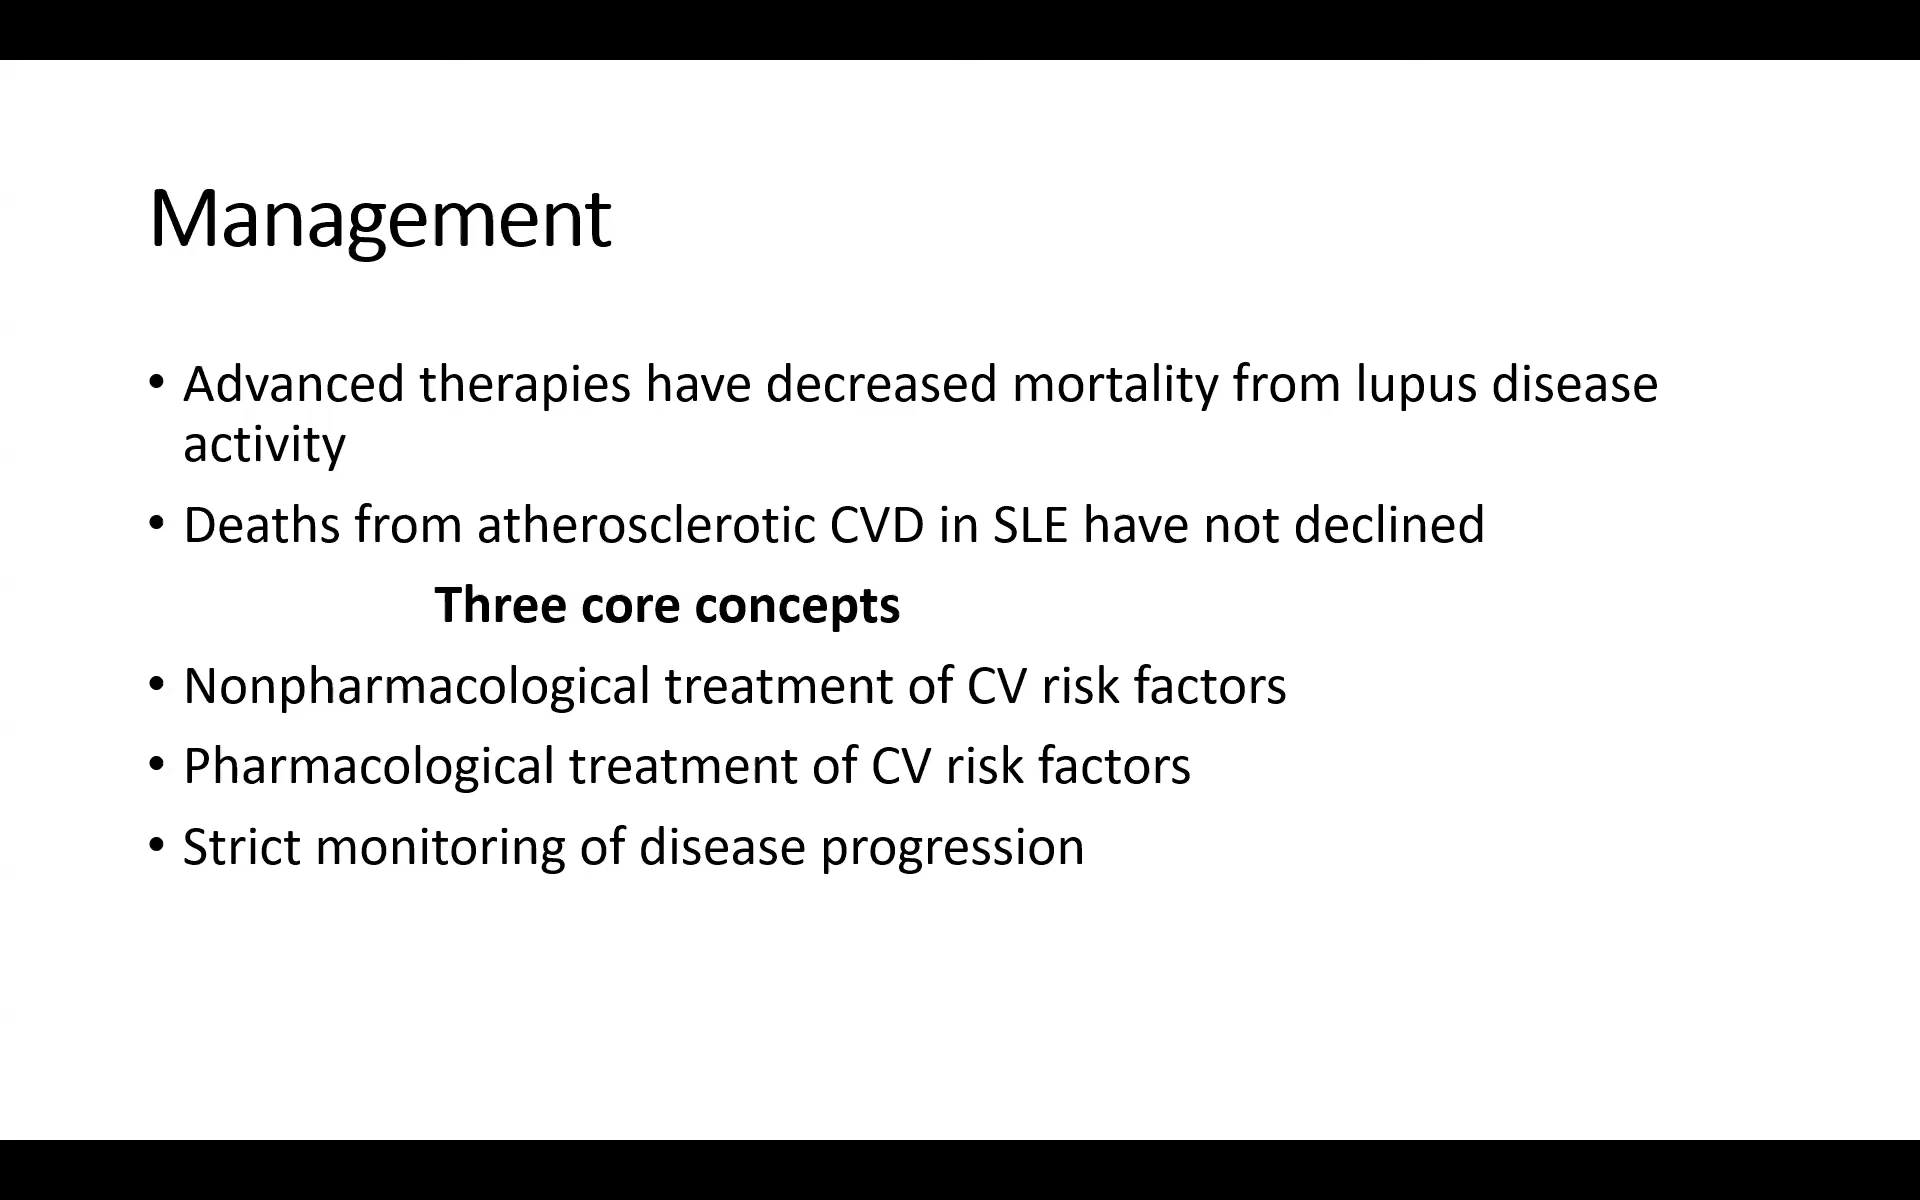 Management
• Advanced therapies have decreased mortality from lupus disease
activity
• Deaths from atherosclerotic CVD in SLE have not declined
Three core concepts
• Nonpharmacological treatment of CV risk factors
• Pharmacological treatment of CV risk factors
• Strict monitoring of disease progression